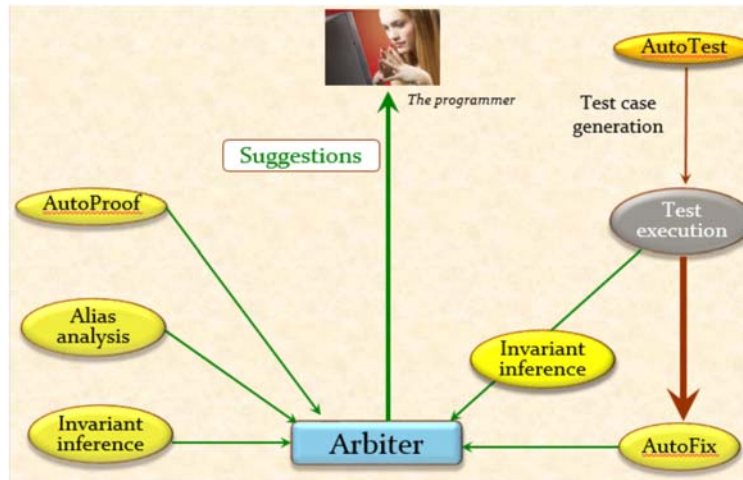 AutoTest
The programmer
Test case
generation
Suggestions
AutoProof
Test
execution
Alias
analysis
Invariant
inference
Invariant
inference
Arbiter
AutoFix